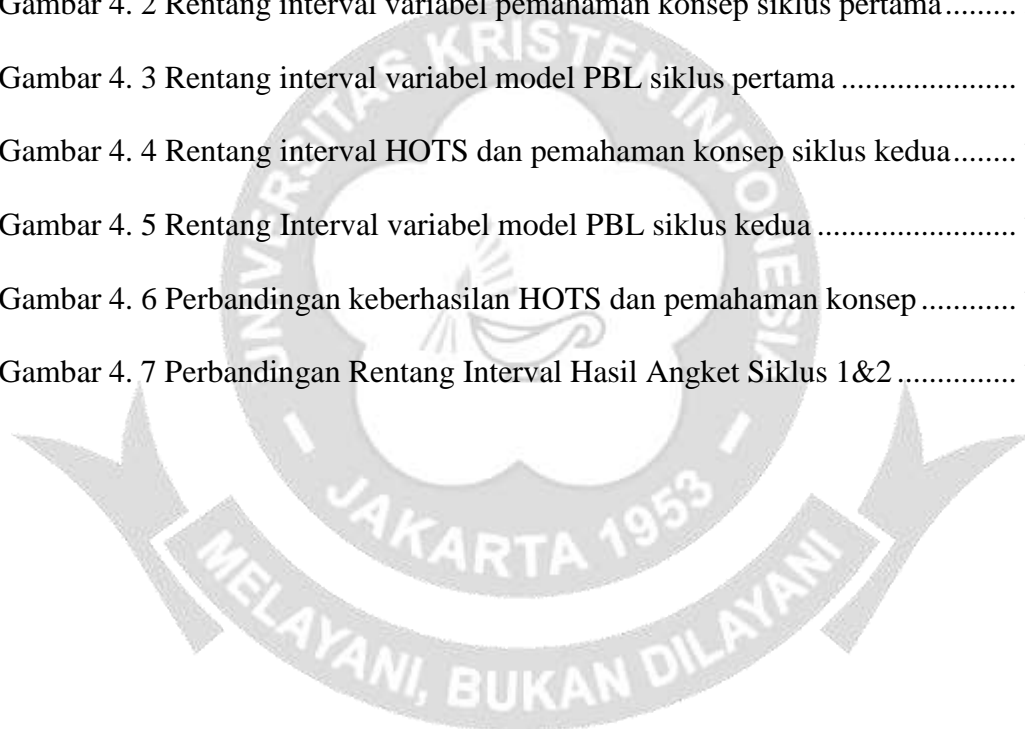 Gambar 4. 2 Rentang interval variabel pemahaman konsep siklus pertama.........
Gambar 4. 3 Rentang interval variabel model PBL siklus pertama ......................
Gambar 4. 4 Rentang interval HOTS dan pemahaman konsep siklus kedua........
Gambar 4. 5 Rentang Interval variabel model PBL siklus kedua .........................
Gambar 4. 6 Perbandingan keberhasilan HOTS dan pemahaman konsep ............
Gambar 4. 7 Perbandingan Rentang Interval Hasil Angket Siklus 1&2 ...............
UNIVERSITAS KRISTEN INDONESIA
- JAKARTA 1953 -
MELAYANI, BUKAN DILAYANI